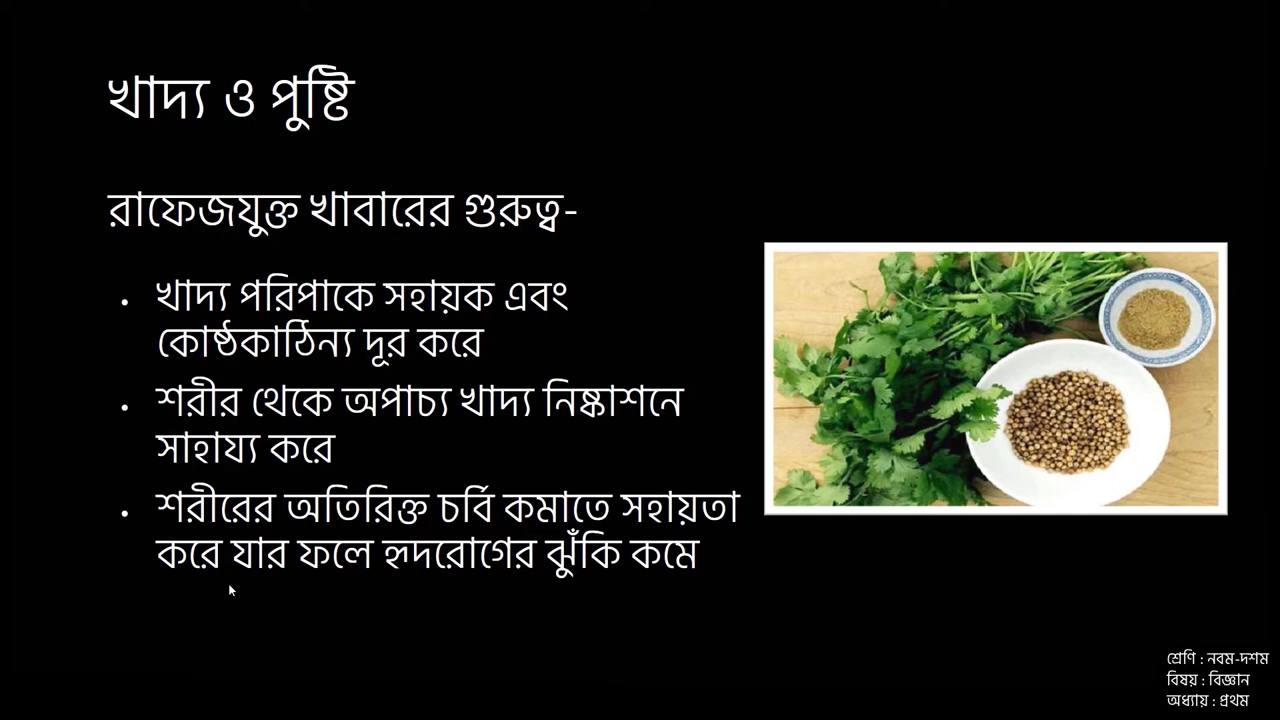 খাদ্য ও পুষ্টি
রাফেজযুক্ত খাবারের গুরুত্ব-
• খাদ্য পরিপাকে সহায়ক এবং
কোষ্ঠকাঠিন্য দূর করে
• শরীর থেকে অপাচ্য খাদ্য নিষ্কাশনে
সাহায্য করে
• শরীরের অতিরিক্ত চর্বি কমাতে সহায়তা
করে যার ফলে হৃদরোগের ঝুঁকি কমে
শ্রেণি : নবম-দশম
বিষয় : বিজ্ঞান
অধ্যায় : প্রথম